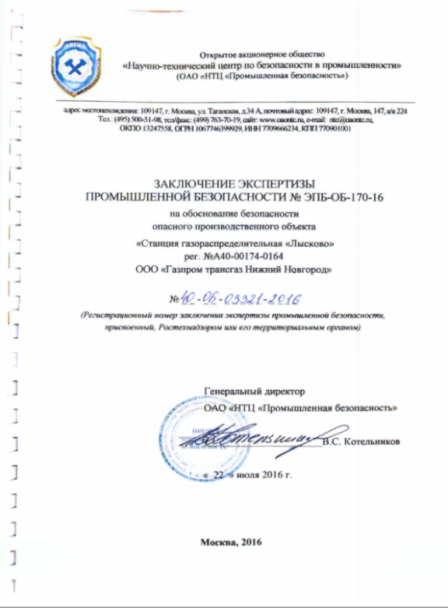 Открытое акционерное общество
«Научно-технический центр по безопасности в промышленности»
(ОАО «НТЦ «Промышленная безопасность»)
адрес местонахождения: 109147, г. Москва, ул. Таганская, д.34 А, почтовый адрес: 109147, г. Москва, 147, а/я 224
Тел.: (495) 500-51-98, тел/факс: (499) 763-70-19, сайт: www.oaontc.ru, e-mail: ntc@oaontc.ru,
ОКПО 13247558, ОГРН 1067746399929, ИНН 7709666234, КПП 770901001
ЗАКЛЮЧЕНИЕ ЭКСПЕРТИЗЫ
ПРОМЫШЛЕННОЙ БЕЗОПАСНОСТИ № ЭПБ-ОБ-170-16
на обоснование безопасности
опасного производственного объекта
«Станция газораспределительная «Лысково»
рег. №А40-00174-0164
ООО «Газпром трансгаз Нижний Новгород»
№ 40-ОБ-03321-2016
(Регистрационный номер заключения экспертизы промышленной безопасности,
присвоенный, Ростехнадзором или его территориальным органом)
Генеральный директор
ОАО «НТЦ «Промышленная безопасность»
В.С. Котельников
« 22 » июля 2016 г.
Москва, 2016